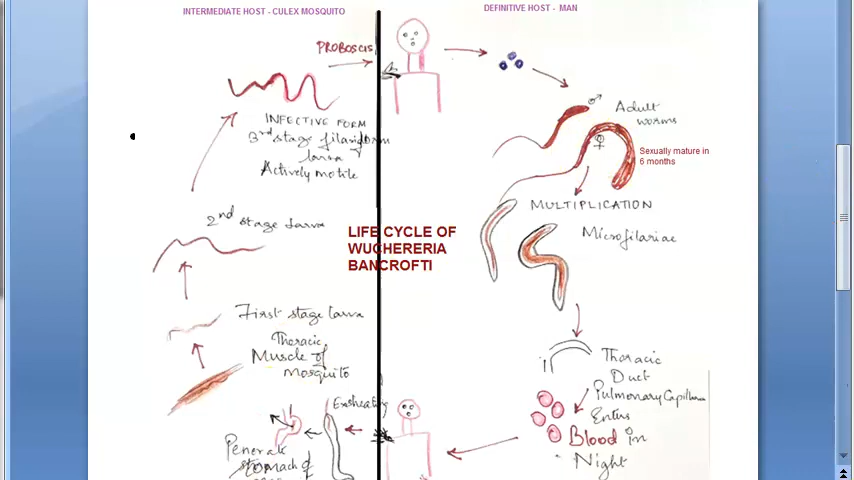 INTERMEDIATE HOST - CULEX MOSQUITO
DEFINITIVE HOST - MAN
PROBOSCIS
INFECTIVE FORM
3rd stage filariform
larva
Actively motile
♂
Adult
worms
♀
Sexually mature in
6 months
MULTIPLICATION
Microfilariae
2nd stage larva
LIFE CYCLE OF
WUCHERERIA
BANCROFTI
First stage larva
Thoracic
Muscle of
mosquito
Thoracic
Duct
Pulmonary Capillaries
Enters
Blood in
Night
Penerate
Stomach of